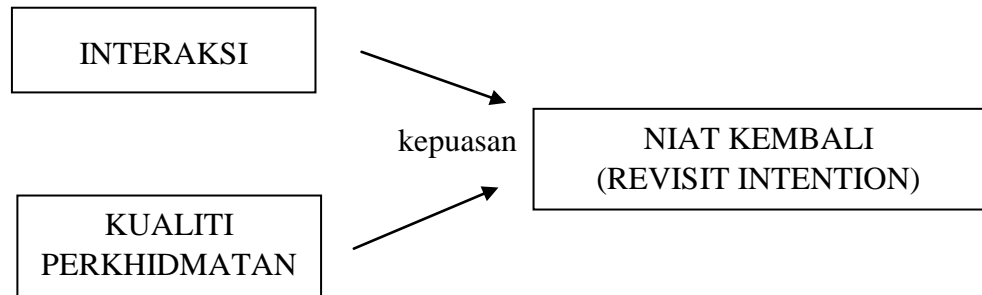 INTERAKSI
kepuasan
NIAT KEMBALI
(REVISIT INTENTION)
KUALITI
PERKHIDMATAN